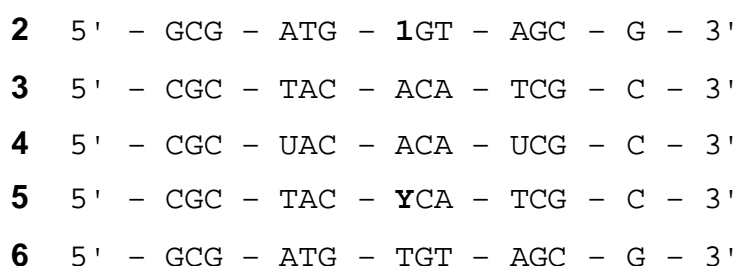 2 5' – GCG – ATG – 1GT – AGC – G – 3'
3 5' – CGC – TAC – ACA – TCG – C – 3'
4 5' – CGC – UAC – ACA – UCG – C – 3'
5 5' – CGC – TAC – YCA – TCG – C – 3'
6 5' – GCG – ATG – TGT – AGC – G – 3'